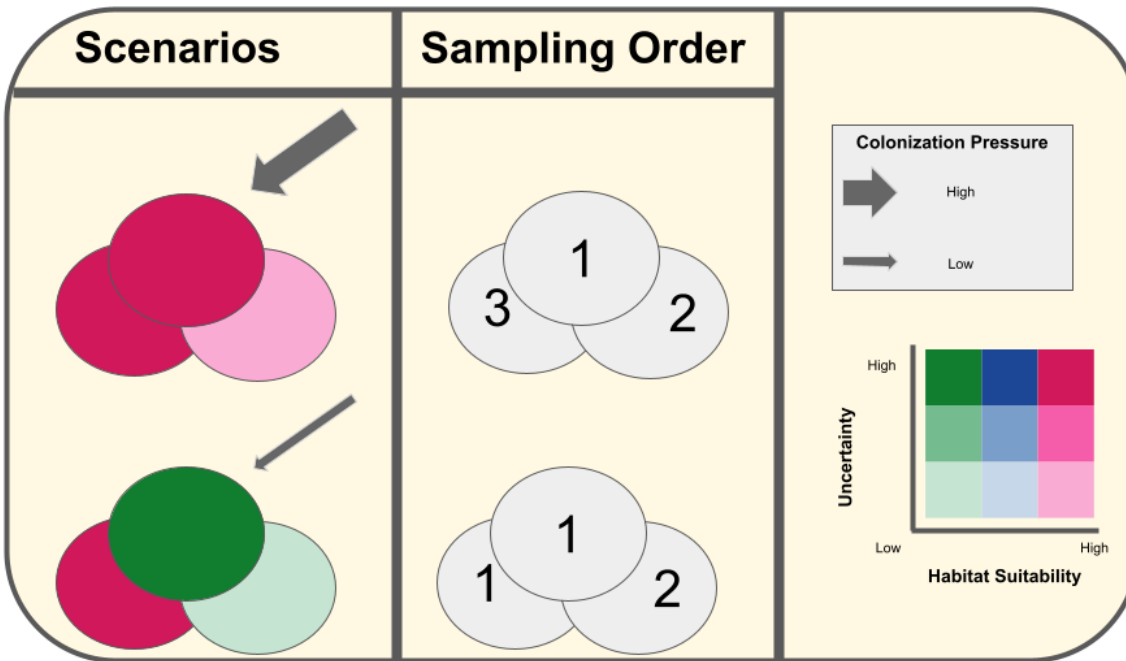 Scenarios
Sampling Order
Colonization Pressure
High
Low
1
3
2
1
1
2
High
Uncertainty
Low
High
Habitat Suitability